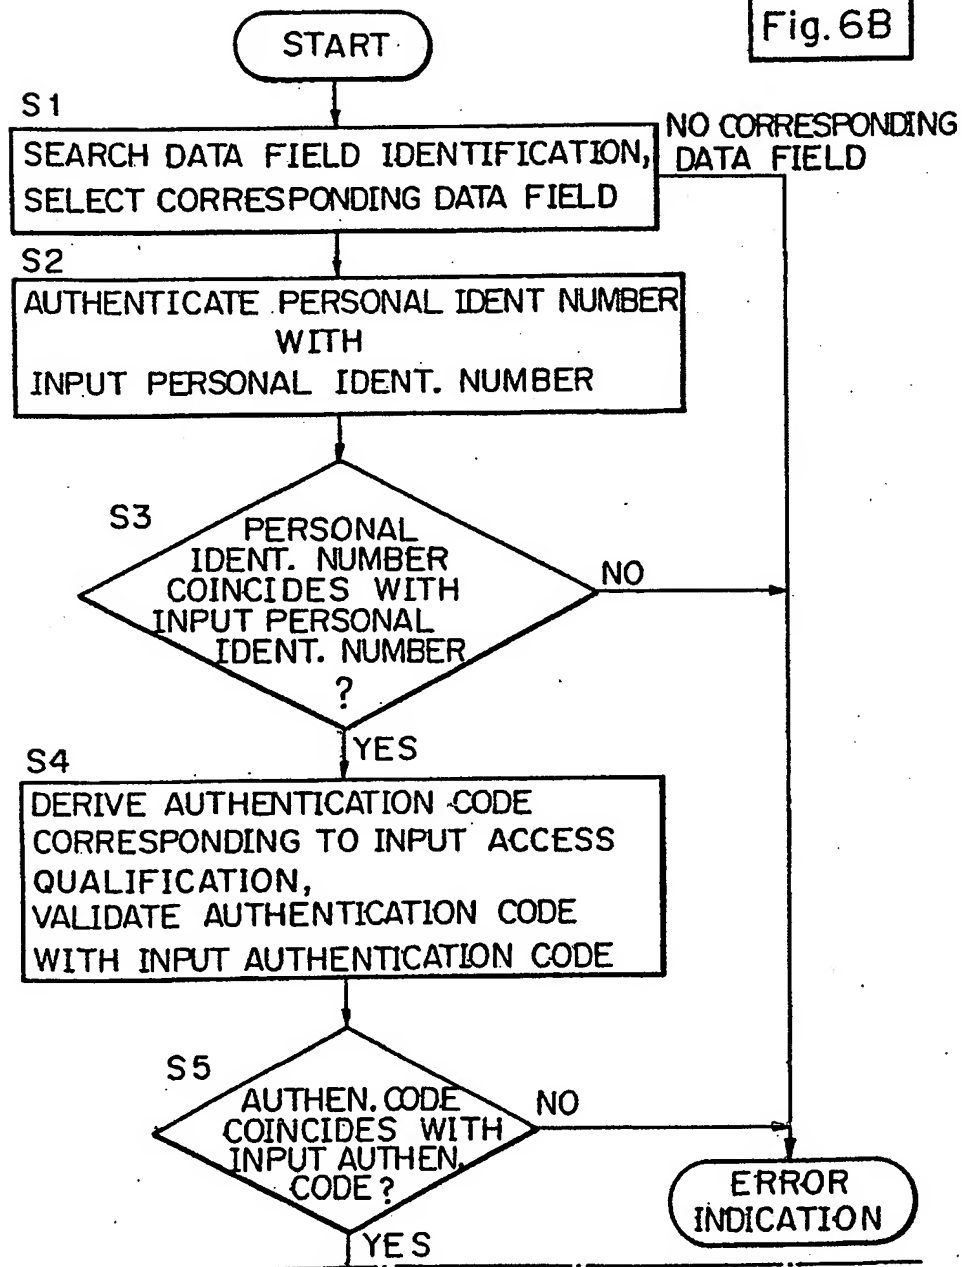 Fig. 6B
START
S1
NO CORRESPONDING
DATA FIELD
SEARCH DATA FIELD IDENTIFICATION,
SELECT CORRESPONDING DATA FIELD
S2
AUTHENTICATE PERSONAL IDENT NUMBER
WITH
INPUT PERSONAL IDENT. NUMBER
S3
PERSONAL
IDENT. NUMBER
COINCIDES WITH
INPUT PERSONAL
IDENT. NUMBER
?
NO
YES
S4
DERIVE AUTHENTICATION CODE
CORRESPONDING TO INPUT ACCESS
QUALIFICATION,
VALIDATE AUTHENTICATION CODE
WITH INPUT AUTHENTICATION CODE
S5
AUTHEN. CODE
COINCIDES WITH
INPUT AUTHEN.
CODE?
NO
YES
ERROR
INDICATION